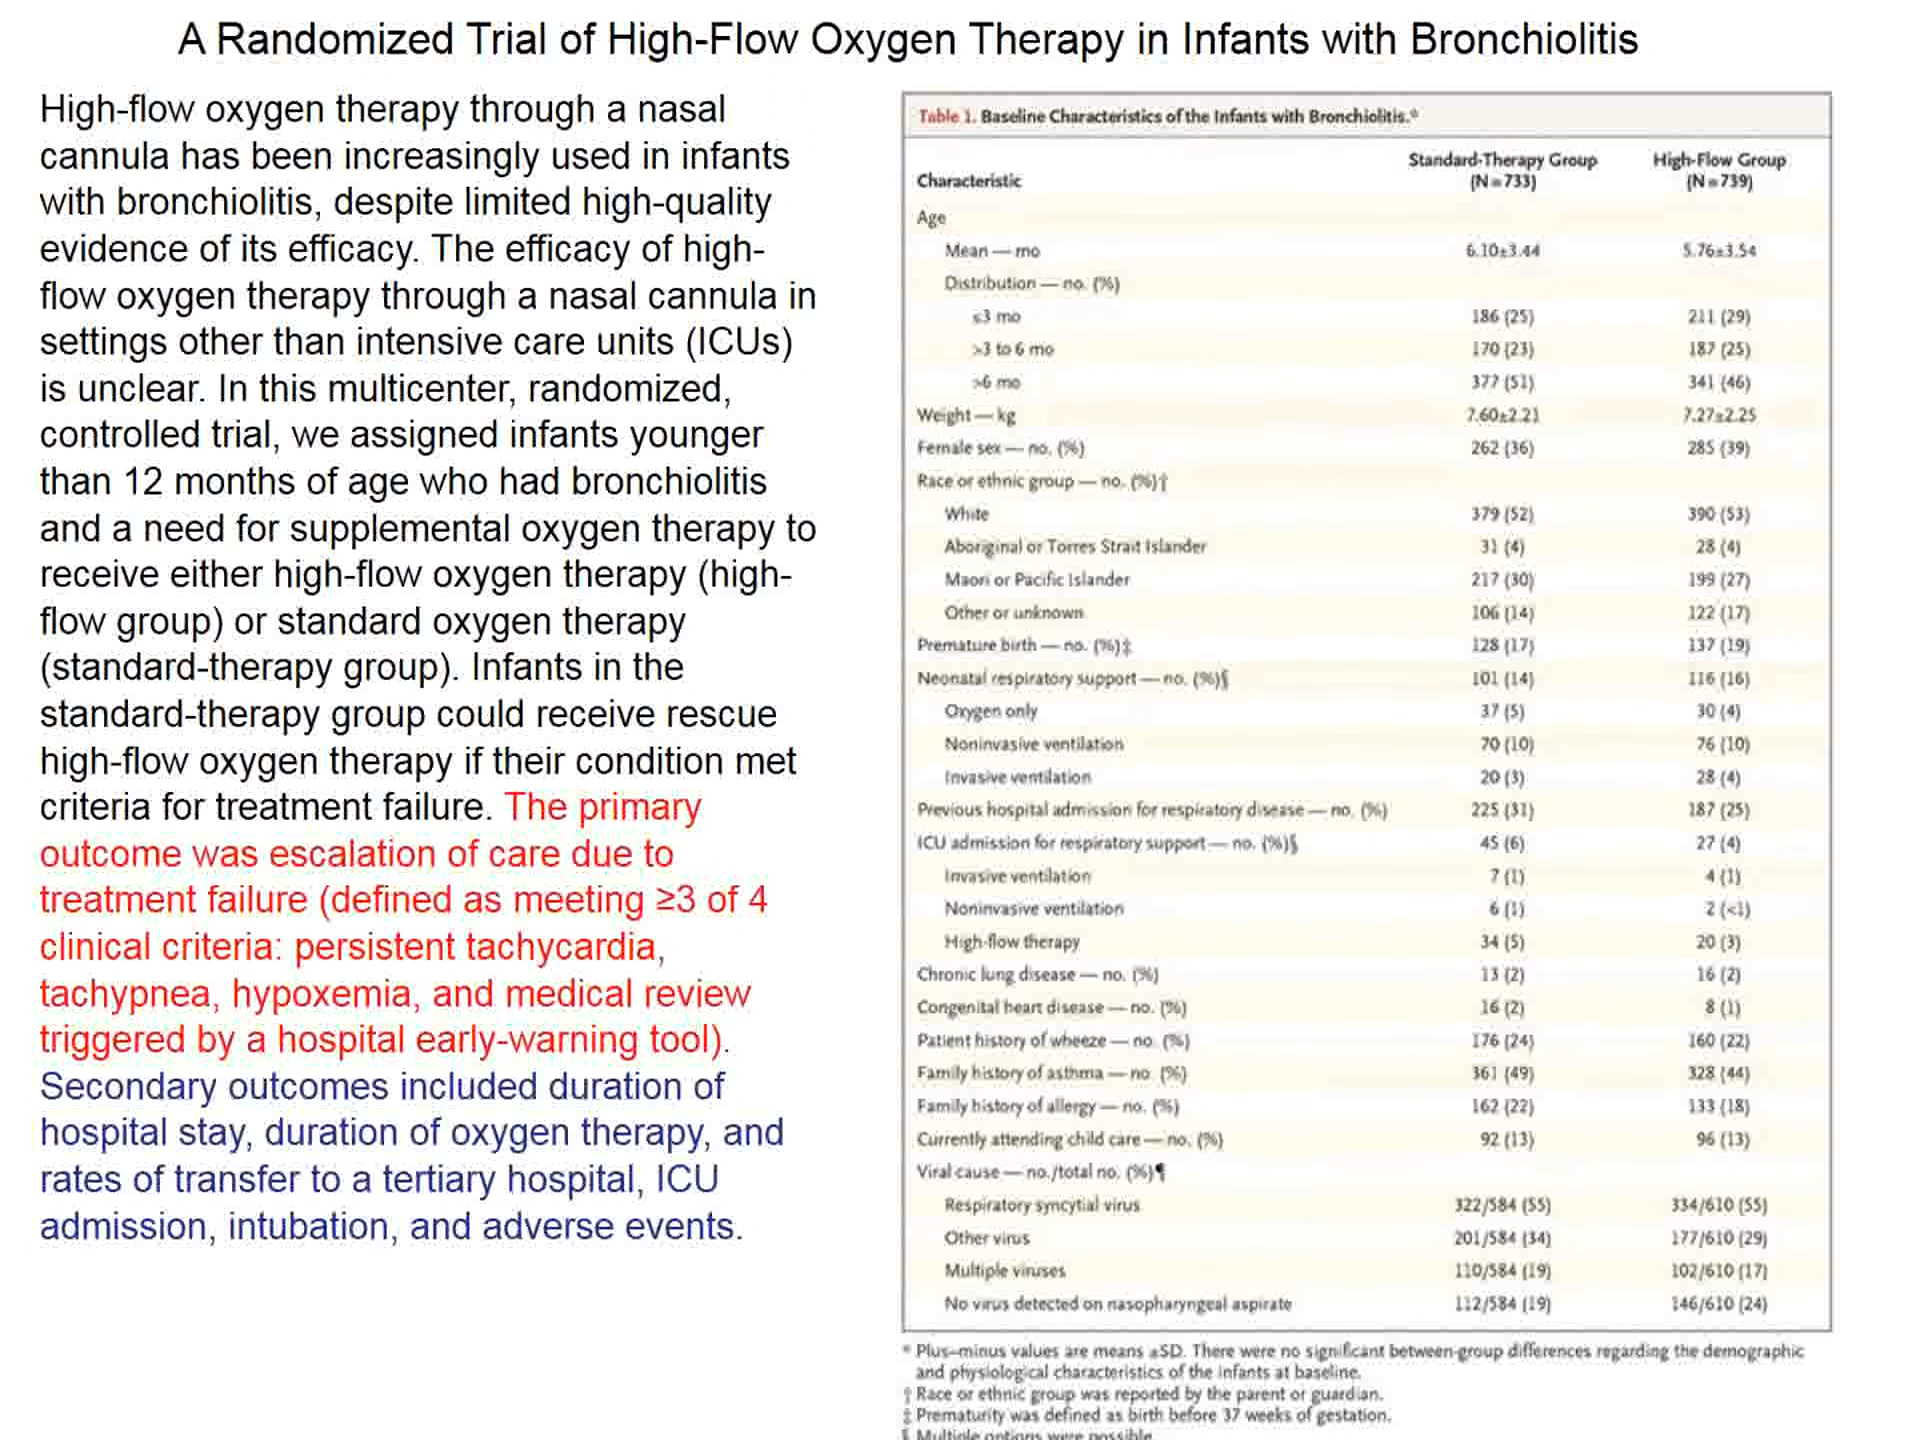 A Randomized Trial of High-Flow Oxygen Therapy in Infants with Bronchiolitis
High-flow oxygen therapy through a nasal
cannula has been increasingly used in infants
with bronchiolitis, despite limited high-quality
evidence of its efficacy. The efficacy of high-
flow oxygen therapy through a nasal cannula in
settings other than intensive care units (ICUs)
is unclear. In this multicenter, randomized,
controlled trial, we assigned infants younger
than 12 months of age who had bronchiolitis
and a need for supplemental oxygen therapy to
receive either high-flow oxygen therapy (high-
flow group) or standard oxygen therapy
(standard-therapy group). Infants in the
standard-therapy group could receive rescue
high-flow oxygen therapy if their condition met
criteria for treatment failure. The primary
outcome was escalation of care due to
treatment failure (defined as meeting ≥3 of 4
clinical criteria: persistent tachycardia,
tachypnea, hypoxemia, and medical review
triggered by a hospital early-warning tool).
Secondary outcomes included duration of
hospital stay, duration of oxygen therapy, and
rates of transfer to a tertiary hospital, ICU
admission, intubation, and adverse events.
Table 1. Baseline Characteristics of the Infants with Bronchiolitis.*
Characteristic Standard-Therapy Group (N=733) High-Flow Group (N=739)
Age
Mean — mo 6.10±3.44 5.76±3.54
Distribution — no. (%)
≤3 mo 186 (25) 211 (29)
>3 to 6 mo 170 (23) 187 (25)
>6 mo 377 (51) 341 (46)
Weight — kg 7.60±2.21 7.27±2.25
Female sex — no. (%) 262 (36) 285 (39)
Race or ethnic group — no. (%)†
White 379 (52) 390 (53)
Aboriginal or Torres Strait Islander 31 (4) 28 (4)
Maori or Pacific Islander 217 (30) 199 (27)
Other or unknown 106 (14) 122 (17)
Premature birth — no. (%)‡ 128 (17) 137 (19)
Neonatal respiratory support — no. (%)§ 101 (14) 116 (16)
Oxygen only 37 (5) 30 (4)
Noninvasive ventilation 70 (10) 76 (10)
Invasive ventilation 20 (3) 28 (4)
Previous hospital admission for respiratory disease — no. (%) 225 (31) 187 (25)
ICU admission for respiratory support — no. (%)§ 45 (6) 27 (4)
Invasive ventilation 7 (1) 4 (1)
Noninvasive ventilation 6 (1) 2 (<1)
High-flow therapy 34 (5) 20 (3)
Chronic lung disease — no. (%) 13 (2) 16 (2)
Congenital heart disease — no. (%) 16 (2) 8 (1)
Patient history of wheeze — no. (%) 176 (24) 160 (22)
Family history of asthma — no. (%) 361 (49) 328 (44)
Family history of allergy — no. (%) 162 (22) 133 (18)
Currently attending child care — no. (%) 92 (13) 96 (13)
Viral cause — no./total no. (%)¶
Respiratory syncytial virus 322/584 (55) 334/610 (55)
Other virus 201/584 (34) 177/610 (29)
Multiple viruses 110/584 (19) 102/610 (17)
No virus detected on nasopharyngeal aspirate 112/584 (19) 146/610 (24)
* Plus–minus values are means ±SD. There were no significant between-group differences regarding the demographic
and physiological characteristics of the infants at baseline.
† Race or ethnic group was reported by the parent or guardian.
‡ Prematurity was defined as birth before 37 weeks of gestation.
§ Multiple options were possible.